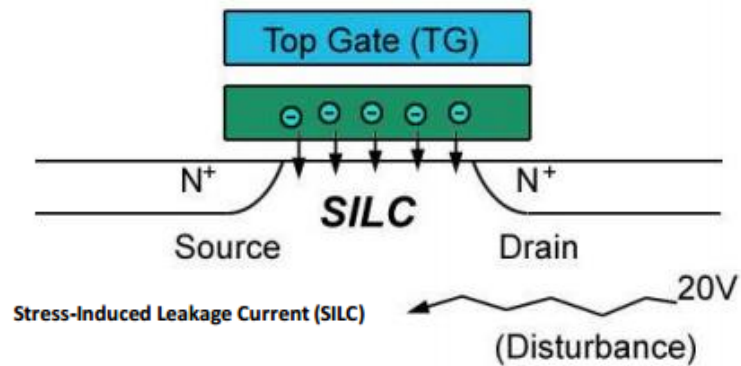 Top Gate (TG)
N+ N+
SILC
Source Drain
Stress-Induced Leakage Current (SILC)
20V
(Disturbance)